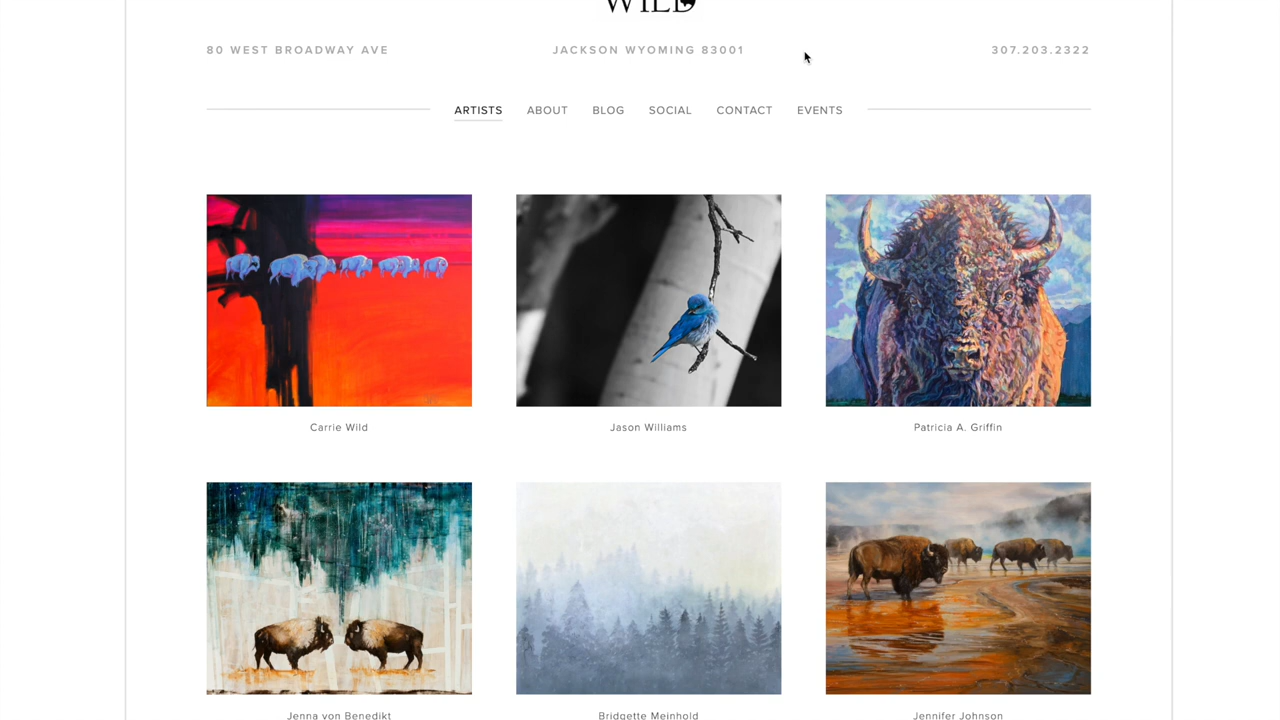 WILD
80 WEST BROADWAY AVE
JACKSON WYOMING 83001
307.203.2322
ARTISTS ABOUT BLOG SOCIAL CONTACT EVENTS
Carrie Wild
Jason Williams
Patricia A. Griffin
Jenna von Benedikt
Bridgette Meinhold
Jennifer Johnson